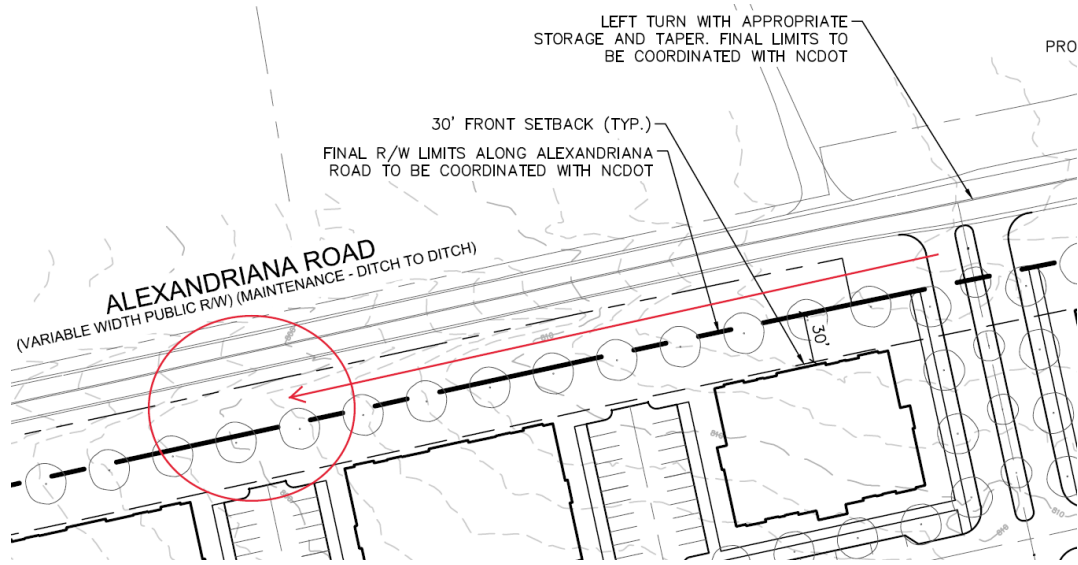 LEFT TURN WITH APPROPRIATE
STORAGE AND TAPER. FINAL LIMITS TO
BE COORDINATED WITH NCDOT
PRO
30' FRONT SETBACK (TYP.)
FINAL R/W LIMITS ALONG ALEXANDRIANA
ROAD TO BE COORDINATED WITH NCDOT
ALEXANDRIANA ROAD
(VARIABLE WIDTH PUBLIC R/W) (MAINTENANCE - DITCH TO DITCH)
810
30'
810